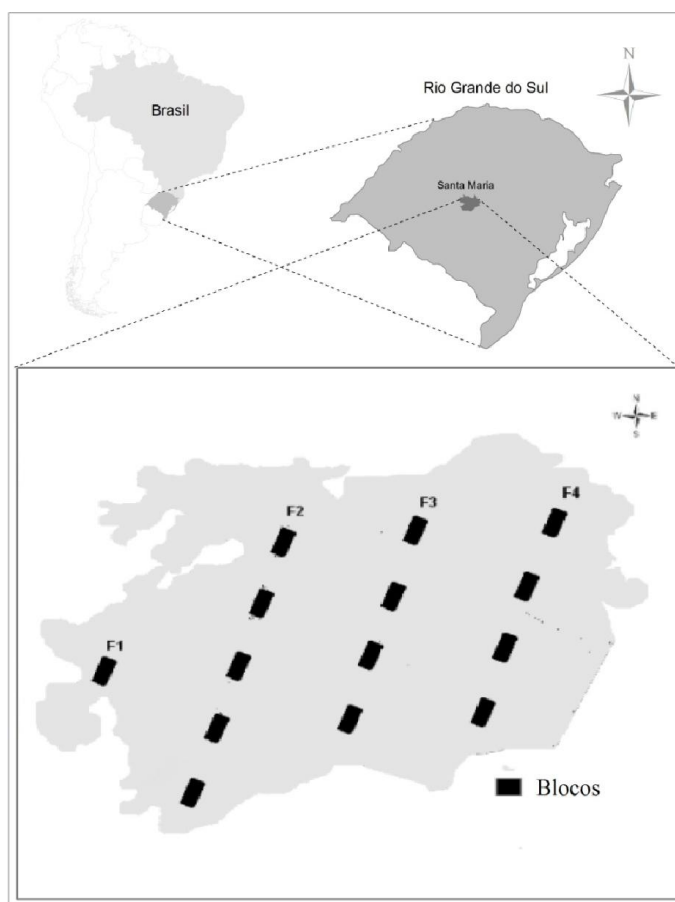 N
Brasil
Rio Grande do Sul
Santa Maria
N
W E
S
F1
F2
F3
F4
Blocos